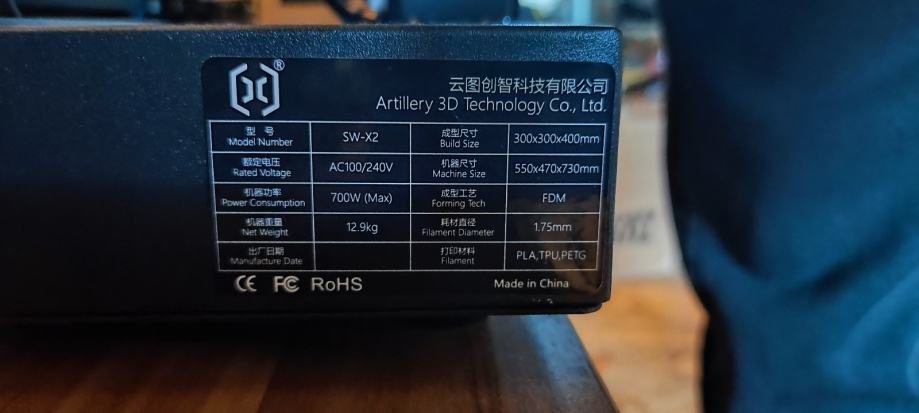 ®
云图创智科技有限公司
Artillery 3D Technology Co., Ltd.
型 号
Model Number
SW-X2
成型尺寸
Build Size
300x300x400mm
额定电压
Rated Voltage
AC100/240V
机器尺寸
Machine Size
550x470x730mm
机器功率
Power Consumption
700W (Max)
成型工艺
Forming Tech
FDM
机器重量
Net Weight
12.9kg
耗材直径
Filament Diameter
1.75mm
出厂日期
Manufacture Date
打印材料
Filament
PLA,TPU,PETG
CE FC RoHS
Made in China